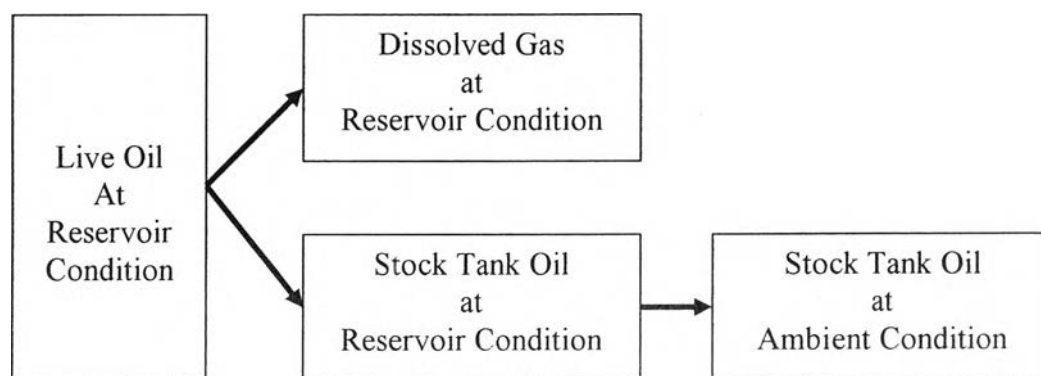 Live Oil
At
Reservoir
Condition
Dissolved Gas
at
Reservoir Condition
Stock Tank Oil
at
Reservoir Condition
Stock Tank Oil
at
Ambient Condition